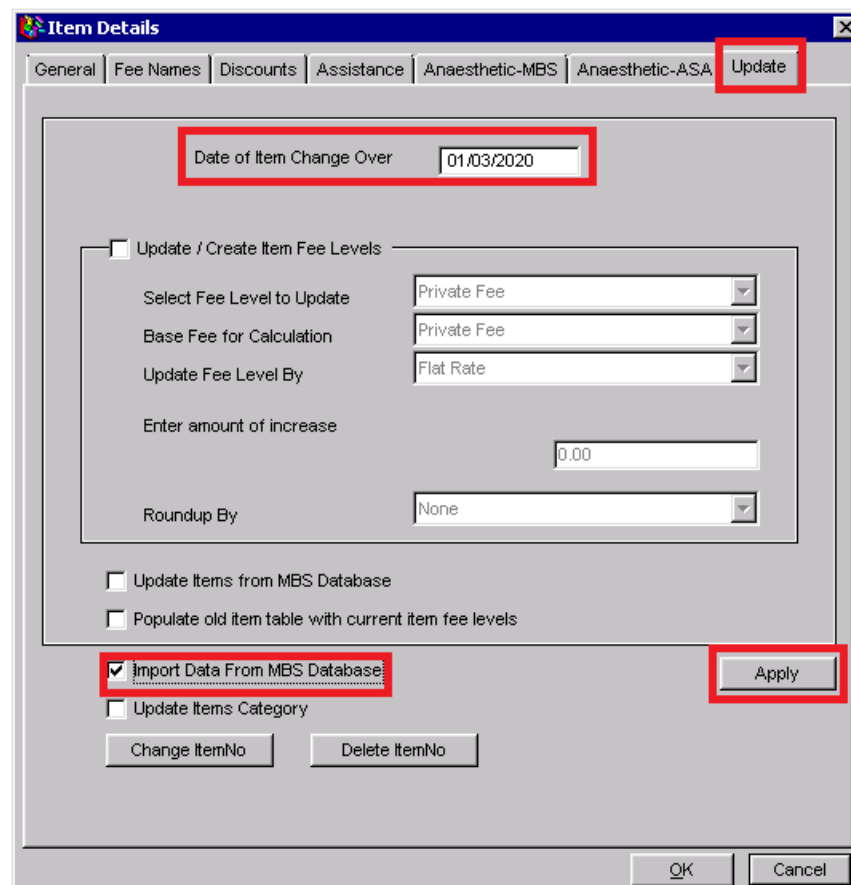 Item Details
General Fee Names Discounts Assistance Anaesthetic-MBS Anaesthetic-ASA Update
Date of Item Change Over 01/03/2020
Update / Create Item Fee Levels
Select Fee Level to Update Private Fee
Base Fee for Calculation Private Fee
Update Fee Level By Flat Rate
Enter amount of increase
0.00
Roundup By None
Update Items from MBS Database
Populate old item table with current item fee levels
Import Data From MBS Database Apply
Update Items Category
Change ItemNo Delete ItemNo
OK Cancel